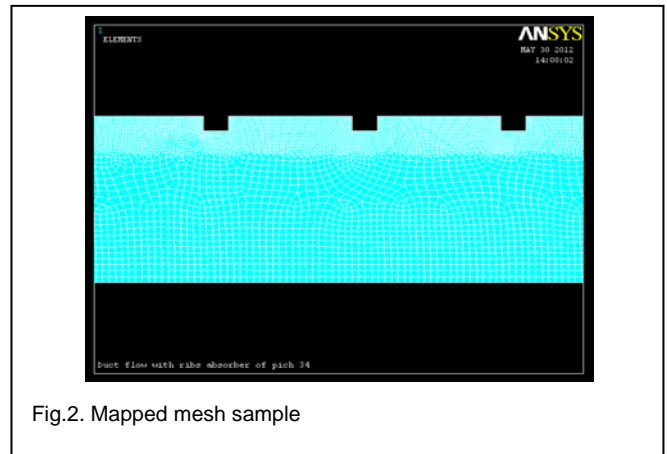 1
ELEMENTS
ANSYS
MAY 30 2012
14:08:02
Duct flow with ribs absorber of pich 34
Fig.2. Mapped mesh sample